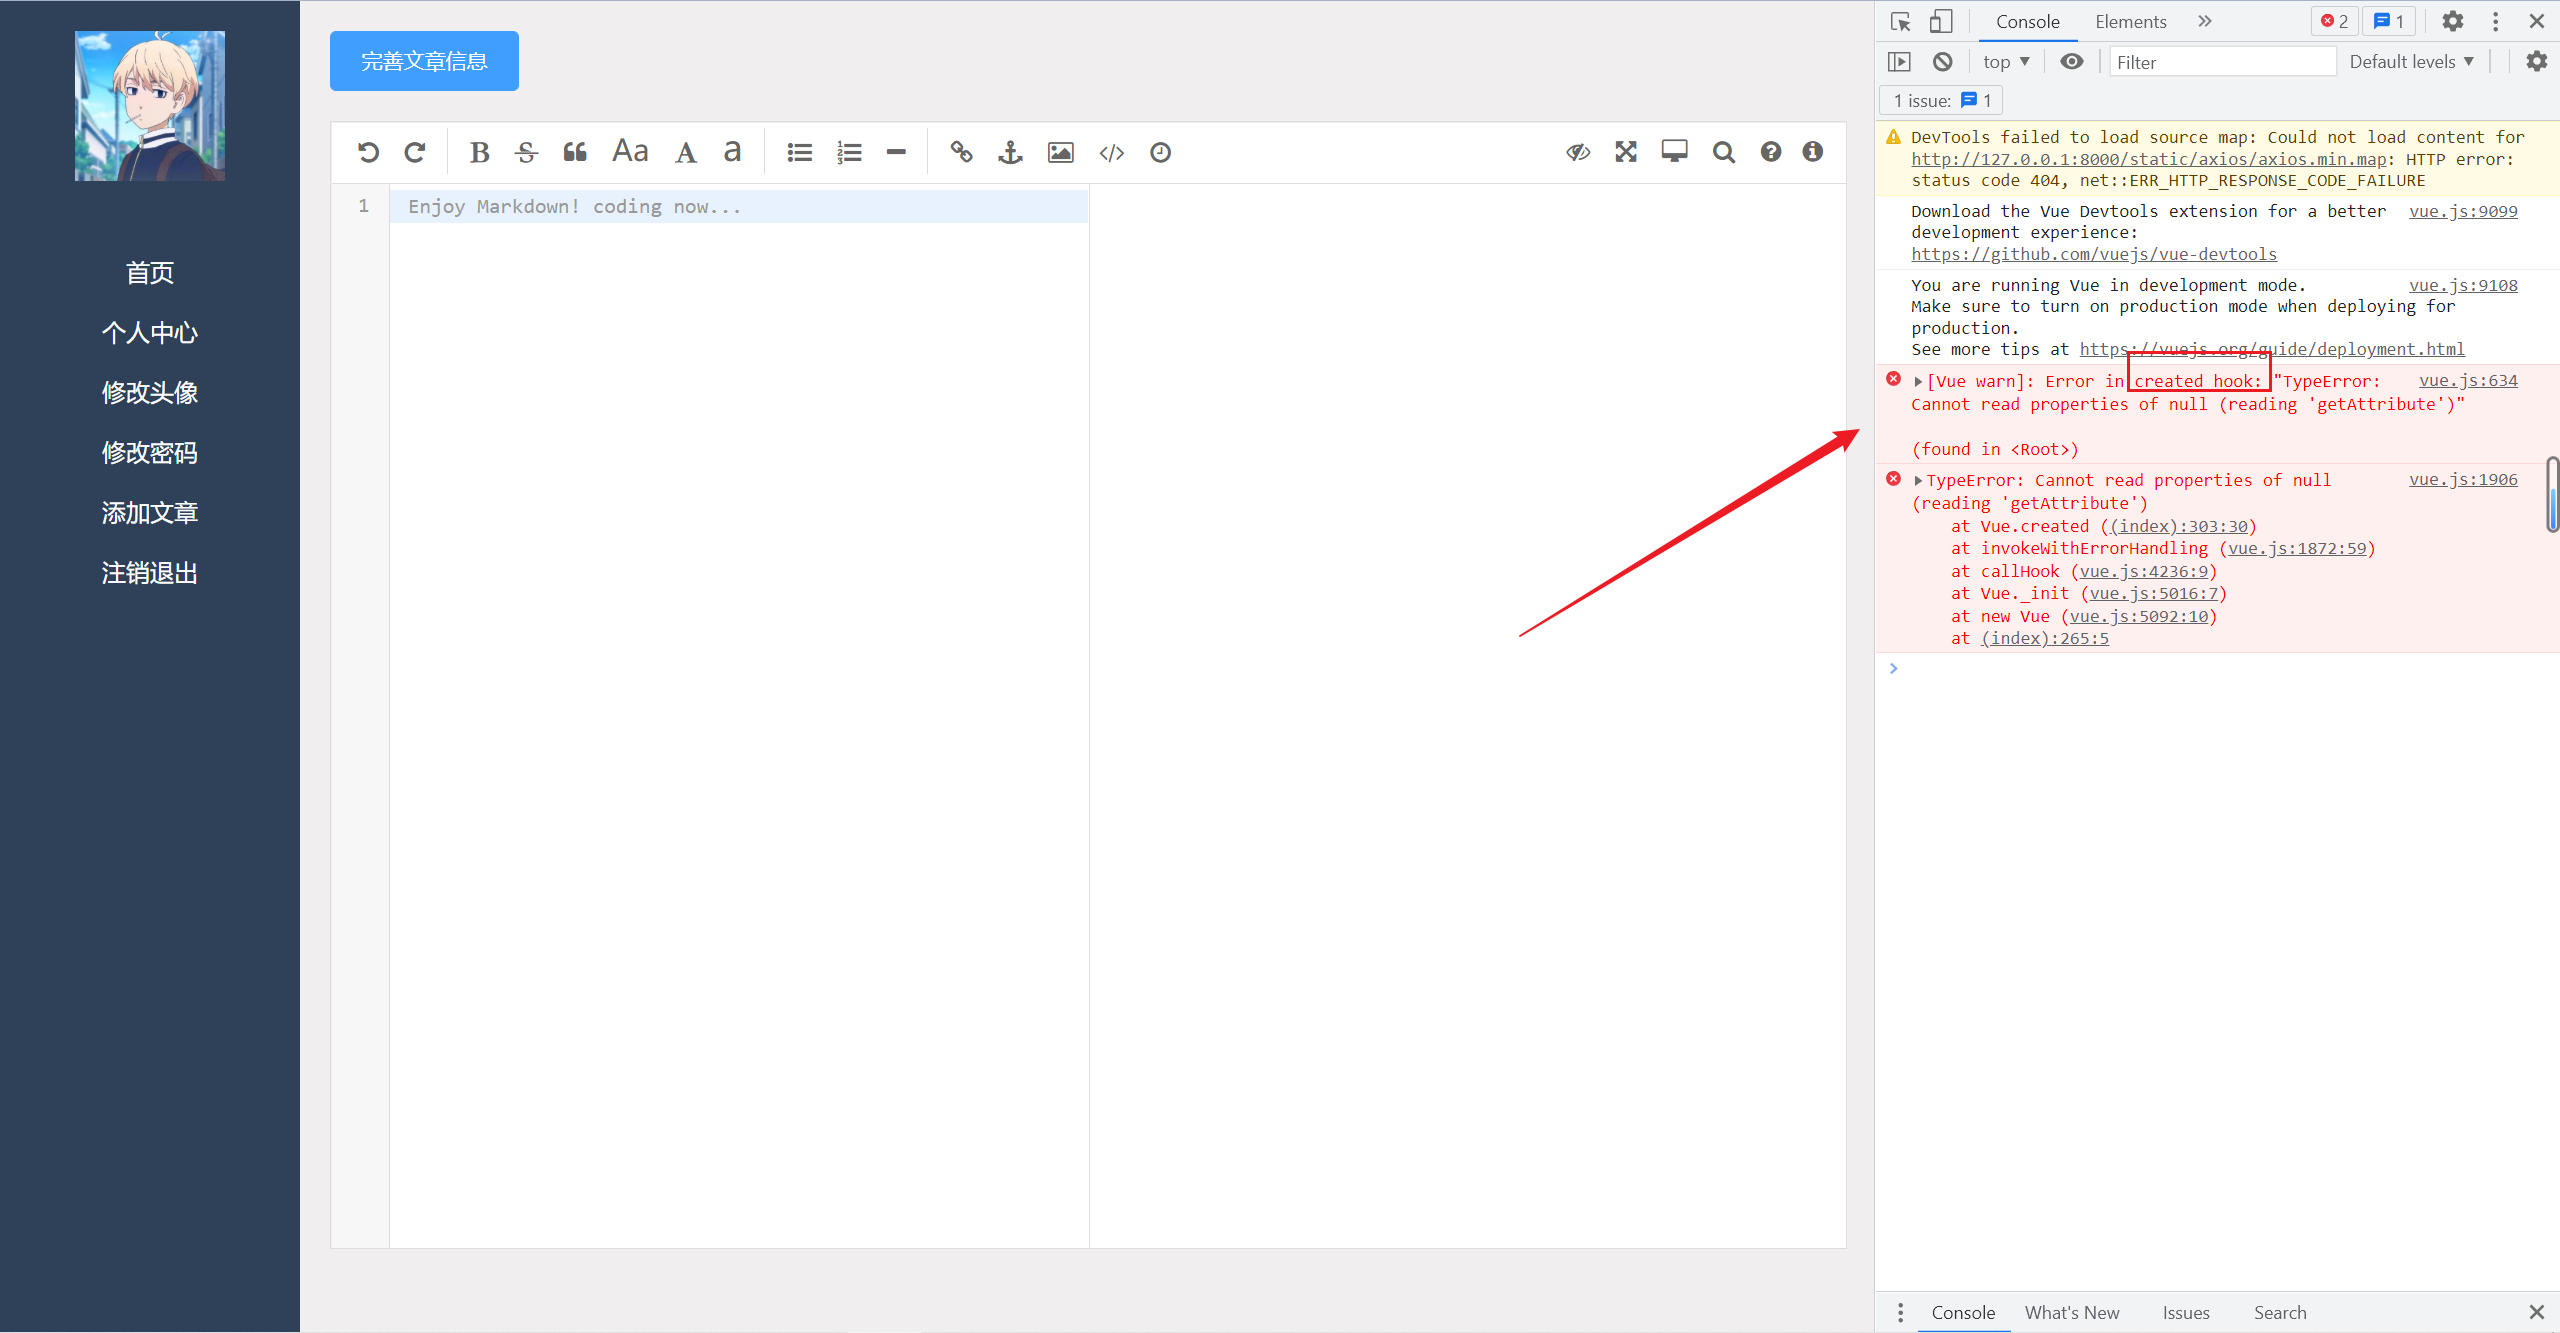 首页
个人中心
修改头像
修改密码
添加文章
注销退出
完善文章信息
B S Aa A a
1 Enjoy Markdown! coding now...
Console Elements 2 1
top Filter Default levels
1 issue: 1
DevTools failed to load source map: Could not load content for
http://127.0.0.1:8000/static/axios/axios.min.map: HTTP error:
status code 404, net::ERR_HTTP_RESPONSE_CODE_FAILURE
Download the Vue Devtools extension for a better vue.js:9099
development experience:
https://github.com/vuejs/vue-devtools
You are running Vue in development mode. vue.js:9108
Make sure to turn on production mode when deploying for
production.
See more tips at https://vuejs.org/guide/deployment.html
[Vue warn]: Error in created hook: "TypeError: vue.js:634
Cannot read properties of null (reading 'getAttribute')"
(found in <Root>)
TypeError: Cannot read properties of null vue.js:1906
(reading 'getAttribute')
at Vue.created ((index):303:30)
at invokeWithErrorHandling (vue.js:1872:59)
at callHook (vue.js:4236:9)
at Vue._init (vue.js:5016:7)
at new Vue (vue.js:5092:10)
at (index):265:5
Console What's New Issues Search